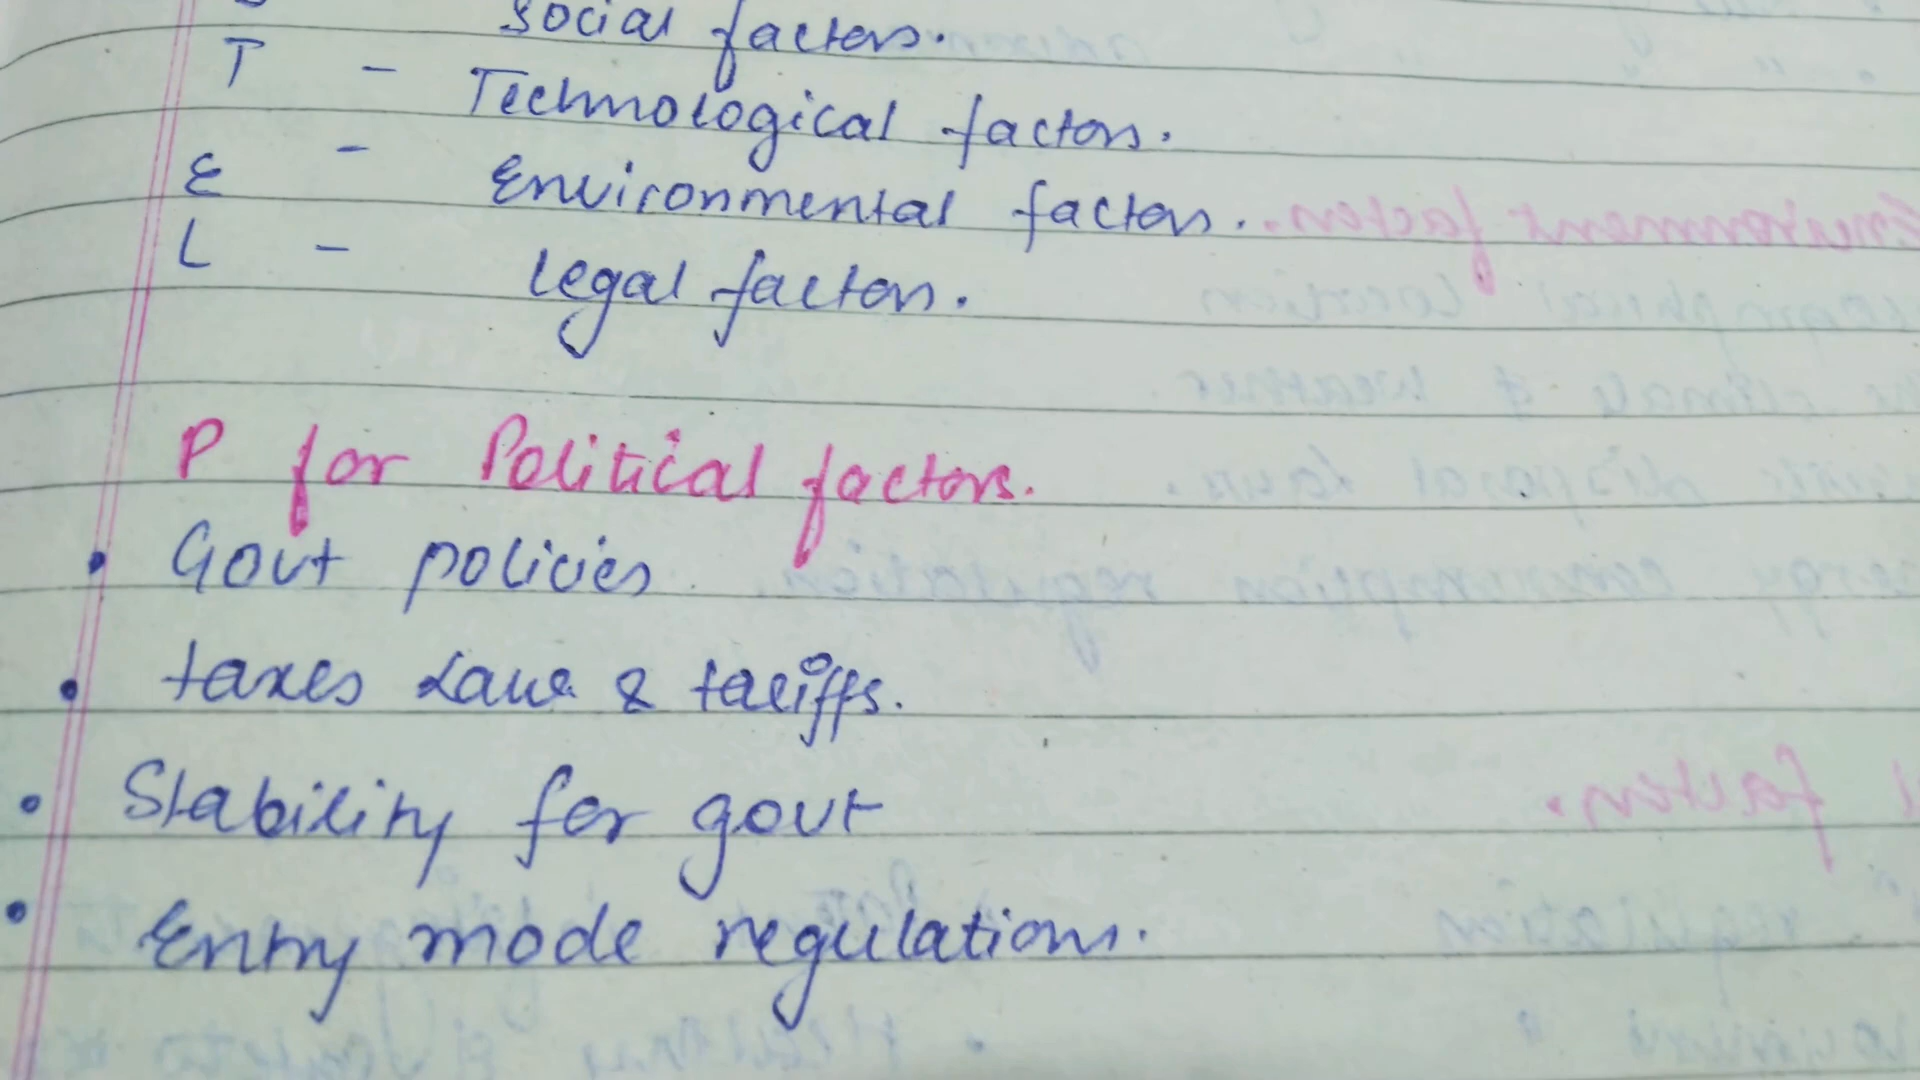 Social factors.
T - Technological factors.
E - Environmental factors.
L - Legal factors.
P for Political factors.
• Govt policies
• taxes Laws & tariffs.
• Stability for govt
• Entry mode regulations.